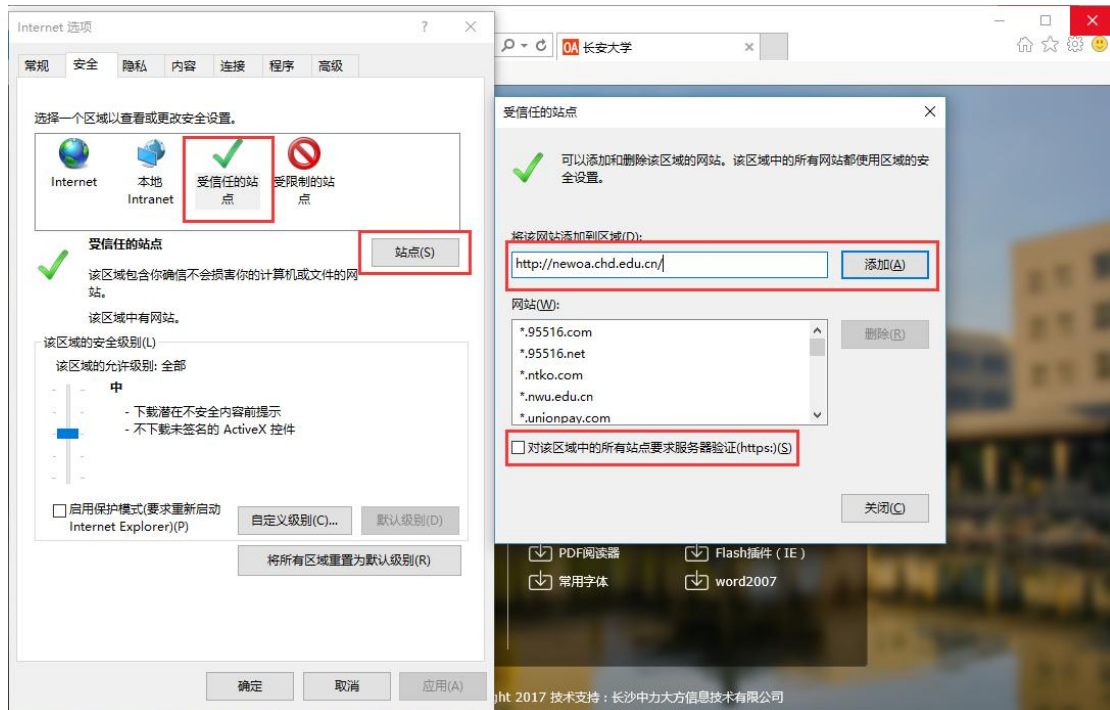 Internet 选项
?
常规
安全
隐私
内容
连接
程序
高级
选择一个区域以查看或更改安全设置。
Internet
本地
Intranet
受信任的站
点
受限制的站
点
受信任的站点
站点(S)
该区域包含你确信不会损害你的计算机或文件的网
站。
该区域中有网站。
该区域的安全级别(L)
该区域的允许级别: 全部
中
- 下载潜在不安全内容前提示
- 不下载未签名的 ActiveX 控件
启用保护模式(要求重新启动
Internet Explorer)(P)
自定义级别(C)...
默认级别(D)
将所有区域重置为默认级别(R)
确定
取消
应用(A)
OA 长安大学
受信任的站点
可以添加和删除该区域的网站。该区域中的所有网站都使用区域的安
全设置。
将该网站添加到区域(D):
http://newoa.chd.edu.cn/
添加(A)
网站(W):
*.95516.com
*.95516.net
*.ntko.com
*.nwu.edu.cn
*.unionpay.com
删除(R)
对该区域中的所有站点要求服务器验证(https:)(S)
关闭(C)
PDF阅读器
Flash插件 ( IE )
常用字体
word2007
ght 2017 技术支持：长沙中力大方信息技术有限公司